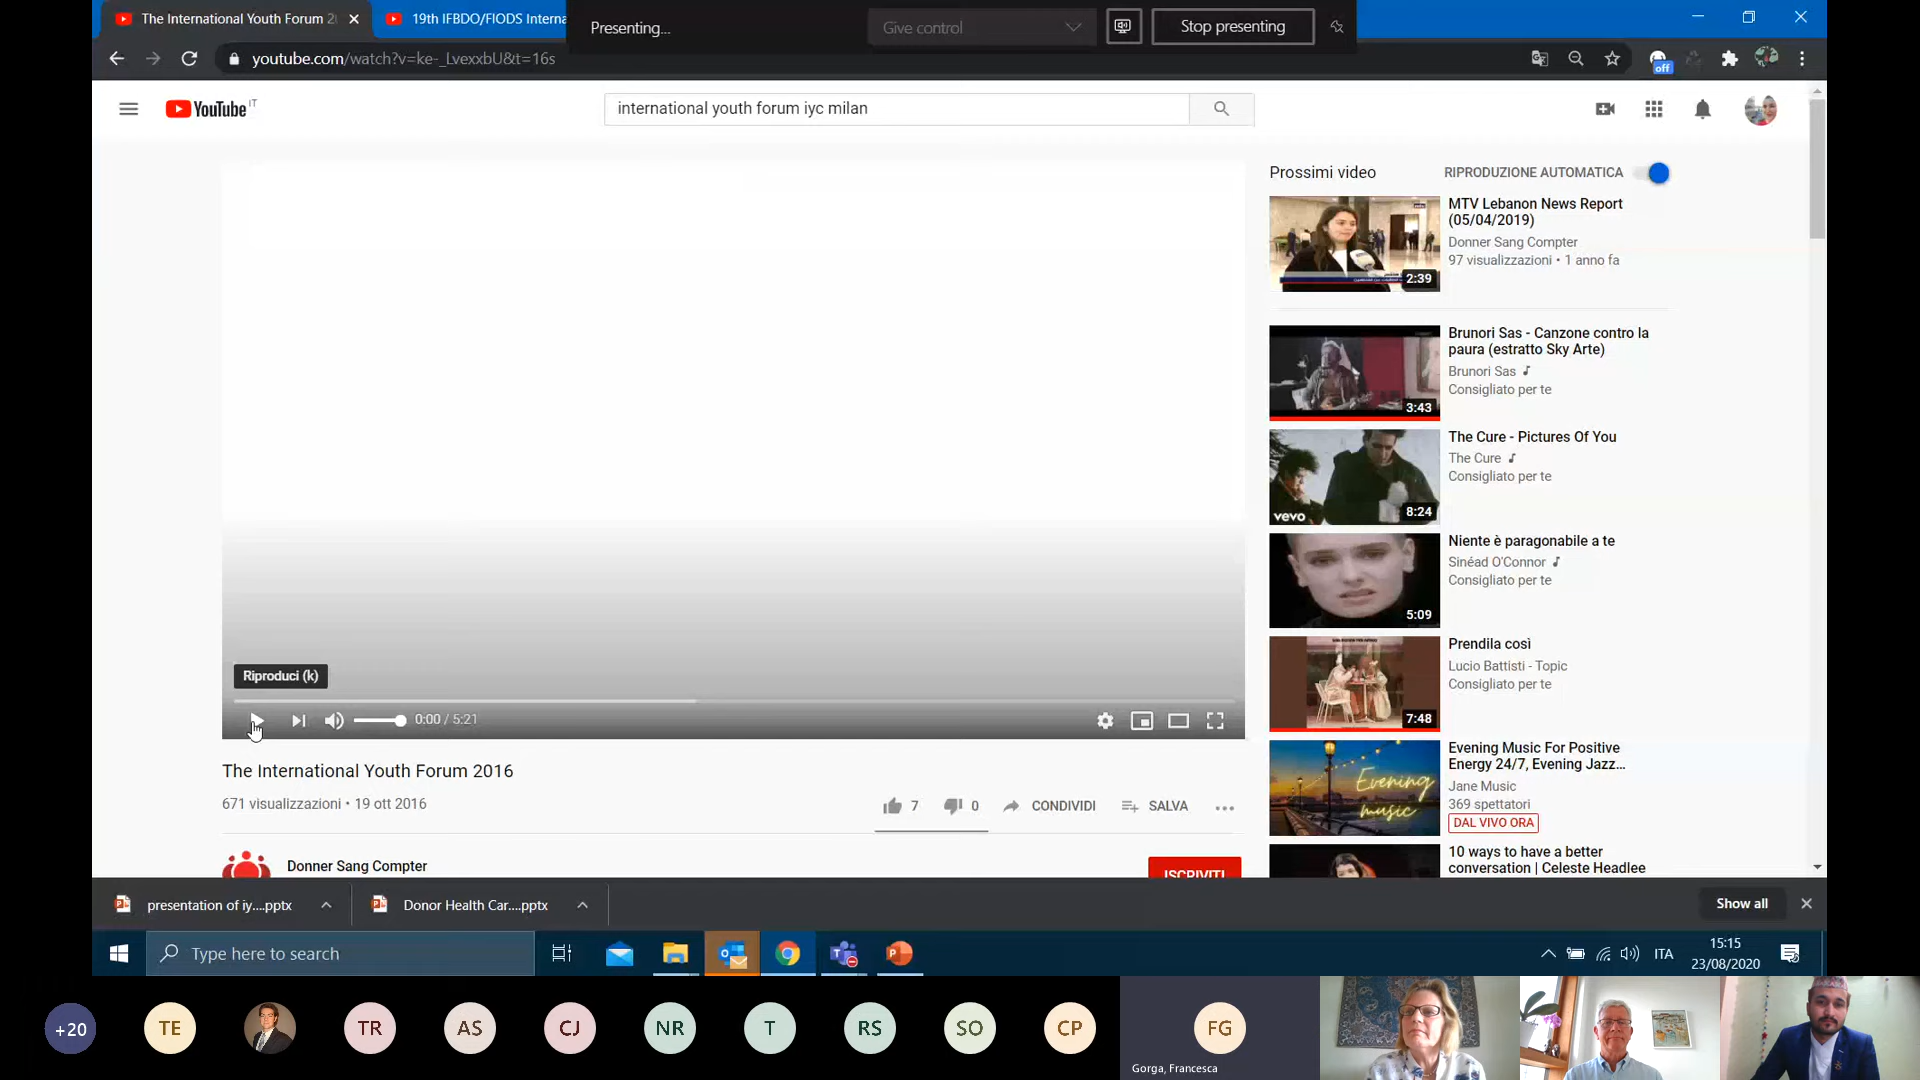 The International Youth Forum 2
19th IFBDO/FIODS Interna
Presenting...
Give control
Stop presenting
youtube.com/watch?v=ke-_LvexxbU&t=16s
off
YouTube IT
international youth forum iyc milan
Prossimi video
RIPRODUZIONE AUTOMATICA
MTV Lebanon News Report
(05/04/2019)
Donner Sang Compter
97 visualizzazioni • 1 anno fa
2:39
Brunori Sas - Canzone contro la
paura (estratto Sky Arte)
Brunori Sas
Consigliato per te
3:43
The Cure - Pictures Of You
The Cure
Consigliato per te
vevo
8:24
Niente è paragonabile a te
Sinéad O'Connor
Consigliato per te
5:09
Prendila così
Lucio Battisti - Topic
Consigliato per te
7:48
Evening Music For Positive
Energy 24/7, Evening Jazz...
Jane Music
369 spettatori
DAL VIVO ORA
Evening
music
10 ways to have a better
conversation | Celeste Headlee
Riproduci (k)
0:00 / 5:21
The International Youth Forum 2016
671 visualizzazioni • 19 ott 2016
7
0
CONDIVIDI
SALVA
Donner Sang Compter
ISCRIVITI
presentation of iy....pptx
Donor Health Car....pptx
Show all
Type here to search
ITA
15:15
23/08/2020
+20
TE
TR
AS
CJ
NR
T
RS
SO
CP
FG
Gorga, Francesca